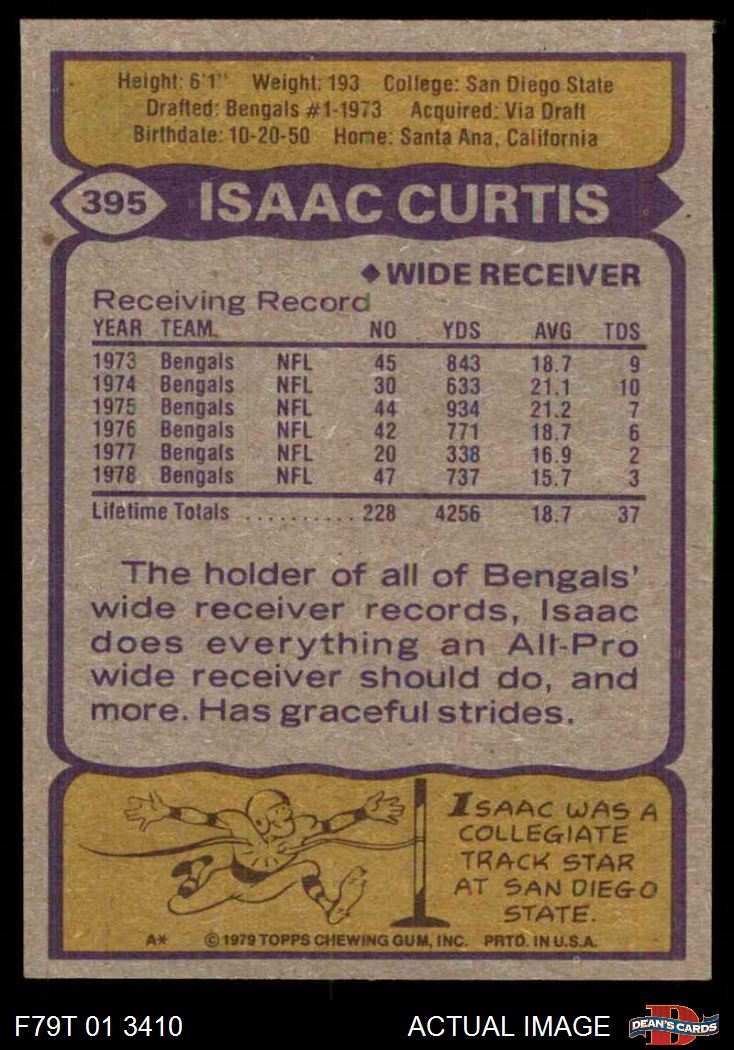 Height: 6'1" Weight: 193 College: San Diego State
Drafted: Bengals #1-1973 Acquired: Via Draft
Birthdate: 10-20-50 Home: Santa Ana, California
395 ISAAC CURTIS
◆ WIDE RECEIVER
Receiving Record
YEAR TEAM NO YDS AVG TDS
1973 Bengals NFL 45 843 18.7 9
1974 Bengals NFL 30 633 21.1 10
1975 Bengals NFL 44 934 21.2 7
1976 Bengals NFL 42 771 18.7 6
1977 Bengals NFL 20 338 16.9 2
1978 Bengals NFL 47 737 15.7 3
Lifetime Totals .......... 228 4256 18.7 37
The holder of all of Bengals'
wide receiver records, Isaac
does everything an All-Pro
wide receiver should do, and
more. Has graceful strides.
ISAAC WAS A
COLLEGIATE
TRACK STAR
AT SAN DIEGO
STATE.
A* © 1979 TOPPS CHEWING GUM, INC. PRTD. IN U.S.A.
F79T 01 3410 ACTUAL IMAGE DEAN'S CARDS